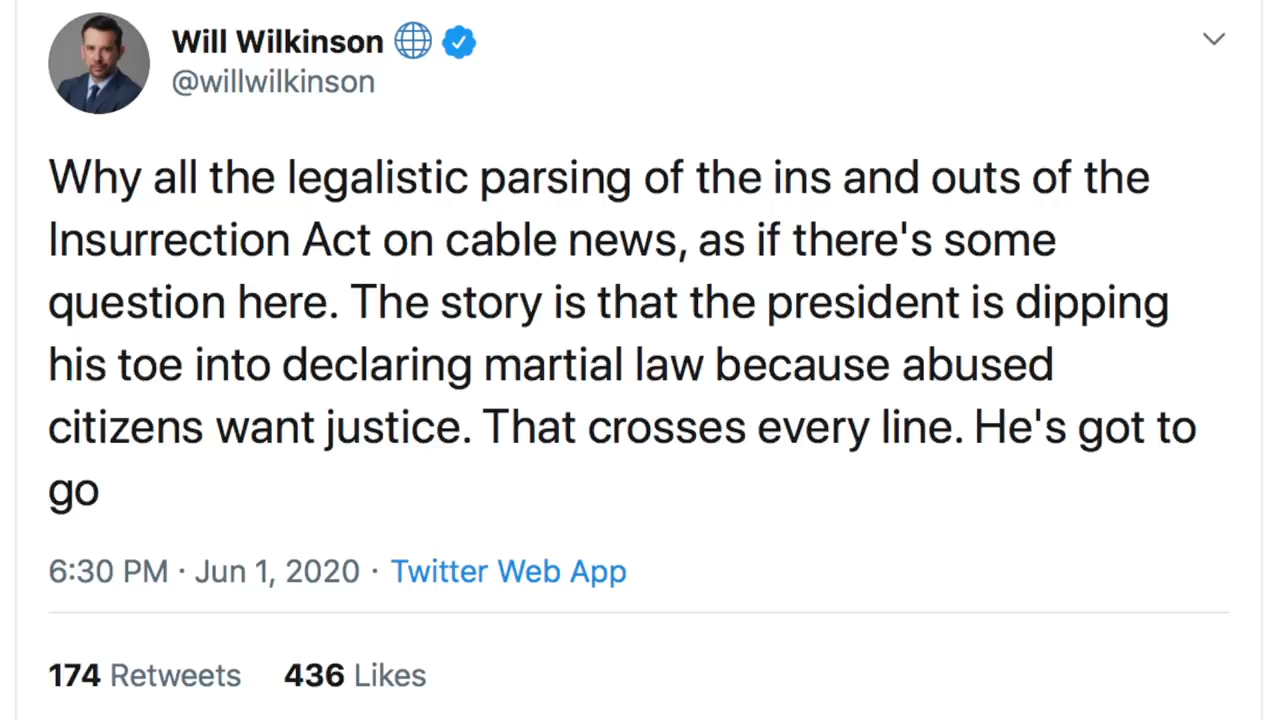 Will Wilkinson
@willwilkinson
Why all the legalistic parsing of the ins and outs of the
Insurrection Act on cable news, as if there's some
question here. The story is that the president is dipping
his toe into declaring martial law because abused
citizens want justice. That crosses every line. He's got to
go
6:30 PM · Jun 1, 2020 · Twitter Web App
174 Retweets 436 Likes